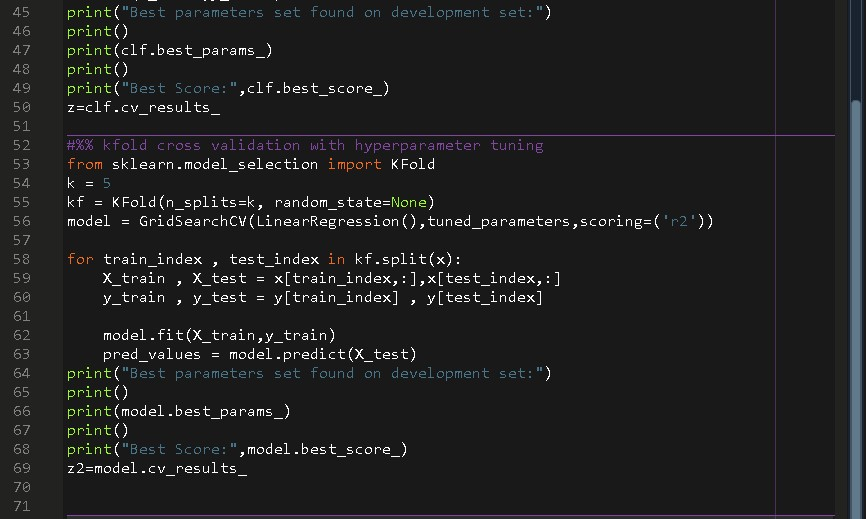 45 print("Best parameters set found on development set:")
46 print()
47 print(clf.best_params_)
48 print()
49 print("Best Score:",clf.best_score_)
50 z=clf.cv_results_
51
52 #%% kfold cross validation with hyperparameter tuning
53 from sklearn.model_selection import KFold
54 k = 5
55 kf = KFold(n_splits=k, random_state=None)
56 model = GridSearchCV(LinearRegression(),tuned_parameters,scoring=('r2'))
57
58 for train_index , test_index in kf.split(x):
59     X_train , X_test = x[train_index,:],x[test_index,:]
60     y_train , y_test = y[train_index] , y[test_index]
61
62     model.fit(X_train,y_train)
63     pred_values = model.predict(X_test)
64 print("Best parameters set found on development set:")
65 print()
66 print(model.best_params_)
67 print()
68 print("Best Score:",model.best_score_)
69 z2=model.cv_results_
70
71